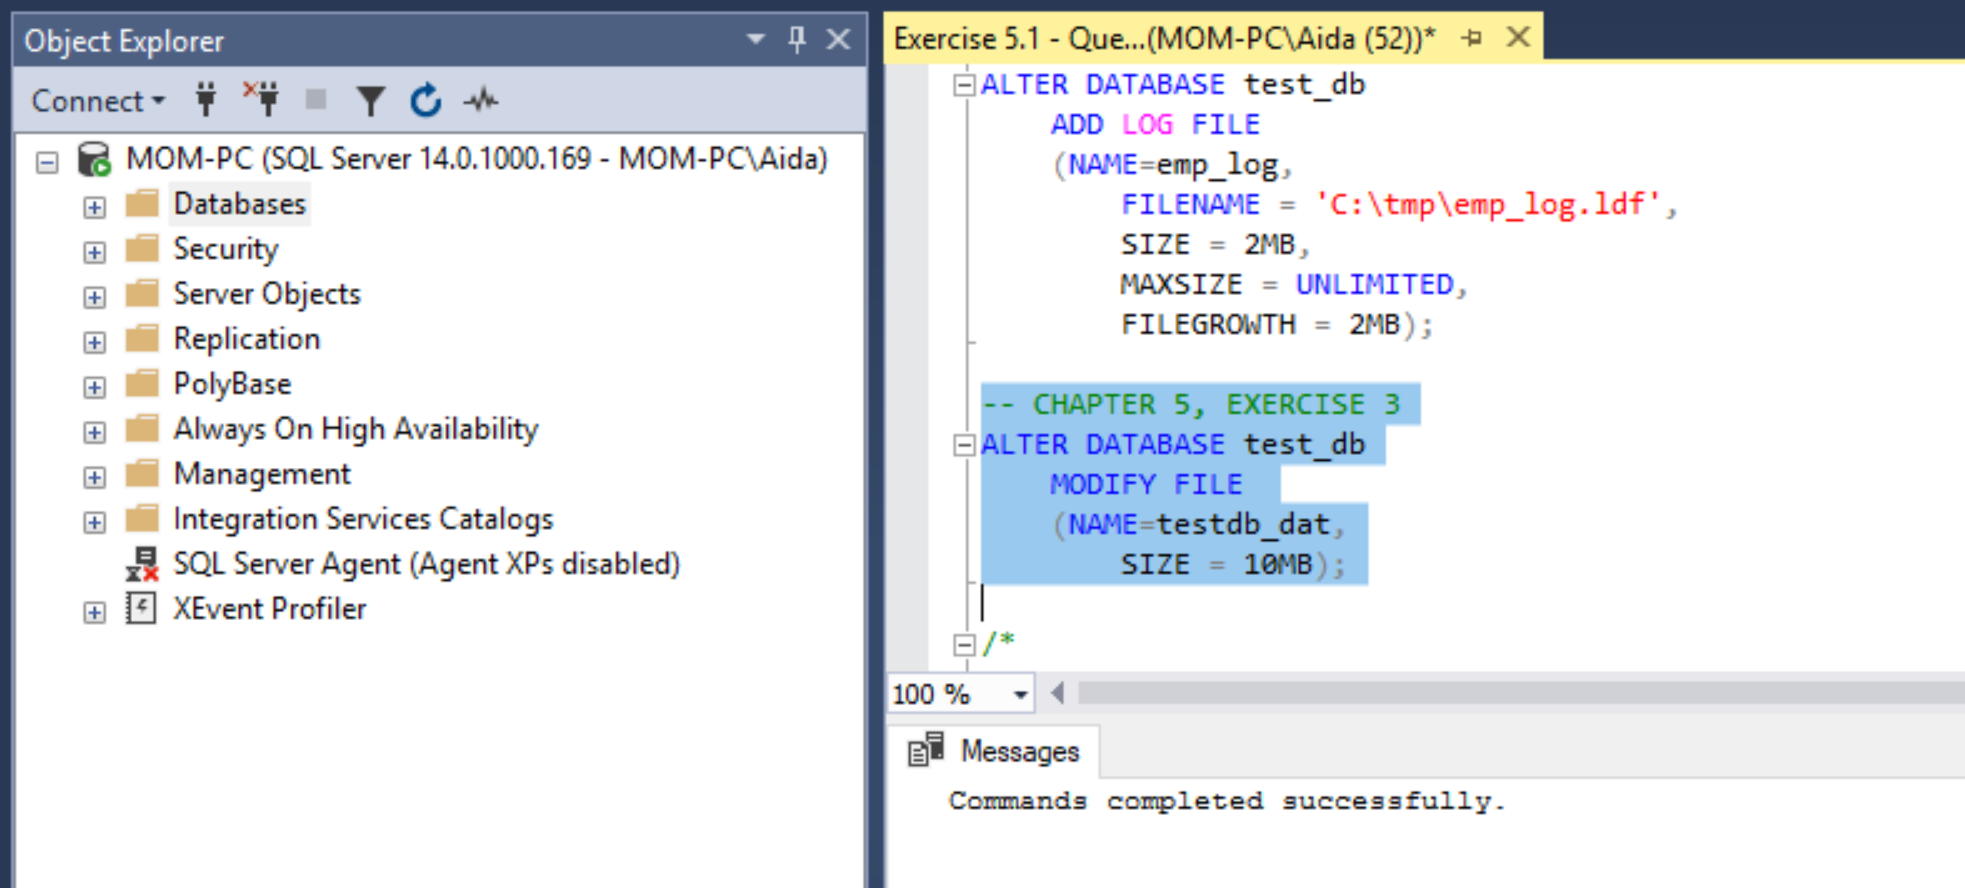 Object Explorer
Connect
MOM-PC (SQL Server 14.0.1000.169 - MOM-PC\Aida)
Databases
Security
Server Objects
Replication
PolyBase
Always On High Availability
Management
Integration Services Catalogs
SQL Server Agent (Agent XPs disabled)
XEvent Profiler
Exercise 5.1 - Que...(MOM-PC\Aida (52))*
ALTER DATABASE test_db
ADD LOG FILE
(NAME=emp_log,
FILENAME = 'C:\tmp\emp_log.ldf',
SIZE = 2MB,
MAXSIZE = UNLIMITED,
FILEGROWTH = 2MB);
-- CHAPTER 5, EXERCISE 3
ALTER DATABASE test_db
MODIFY FILE
(NAME=testdb_dat,
SIZE = 10MB);
/*
100 %
Messages
Commands completed successfully.